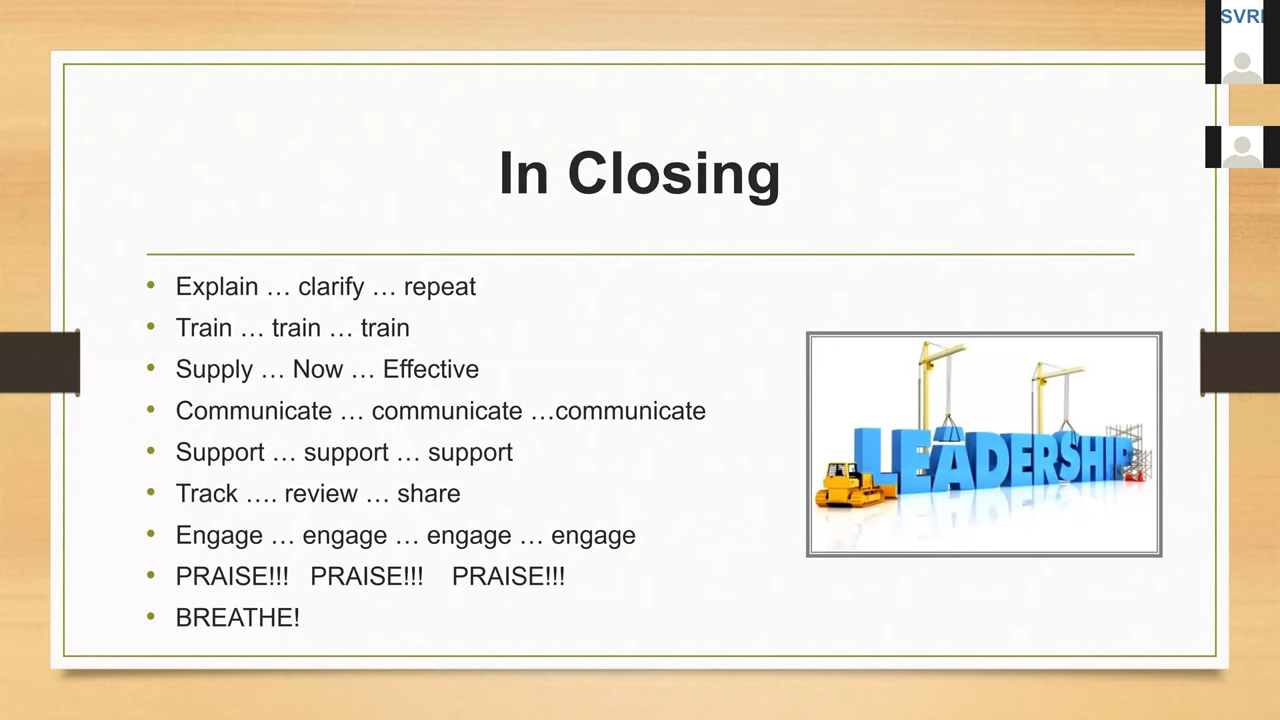 In Closing
Explain … clarify … repeat
Train … train … train
Supply … Now … Effective
Communicate … communicate …communicate
Support … support … support
Track …. review … share
Engage … engage … engage … engage
PRAISE!!! PRAISE!!! PRAISE!!!
BREATHE!
LEADERSHIP